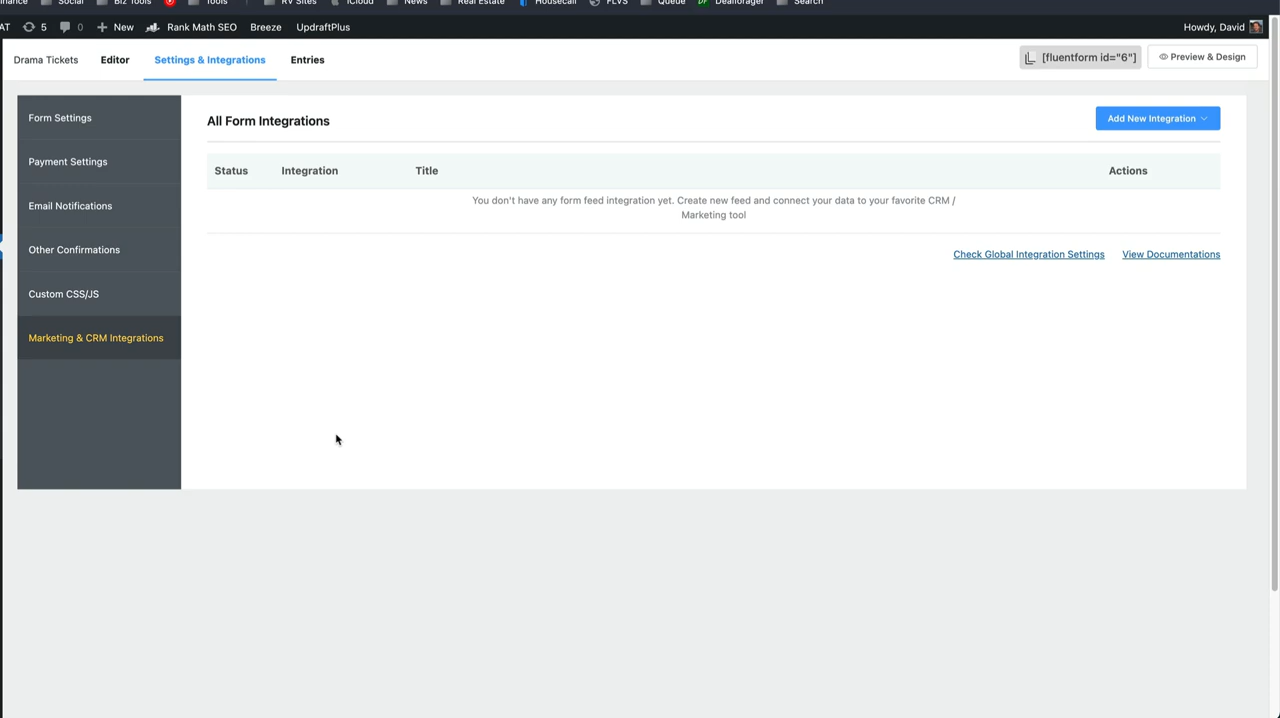 inance Social Biz Tools Tools RV Sites iCloud News Real Estate Housecall FLVS Queue Dealforager Search
AT 5 0 New Rank Math SEO Breeze UpdraftPlus Howdy, David
Drama Tickets Editor Settings & Integrations Entries [fluentform id="6"] Preview & Design
Form Settings
All Form Integrations
Add New Integration
Payment Settings
Status Integration Title Actions
Email Notifications
You don't have any form feed integration yet. Create new feed and connect your data to your favorite CRM /
Marketing tool
Other Confirmations
Check Global Integration Settings View Documentations
Custom CSS/JS
Marketing & CRM Integrations